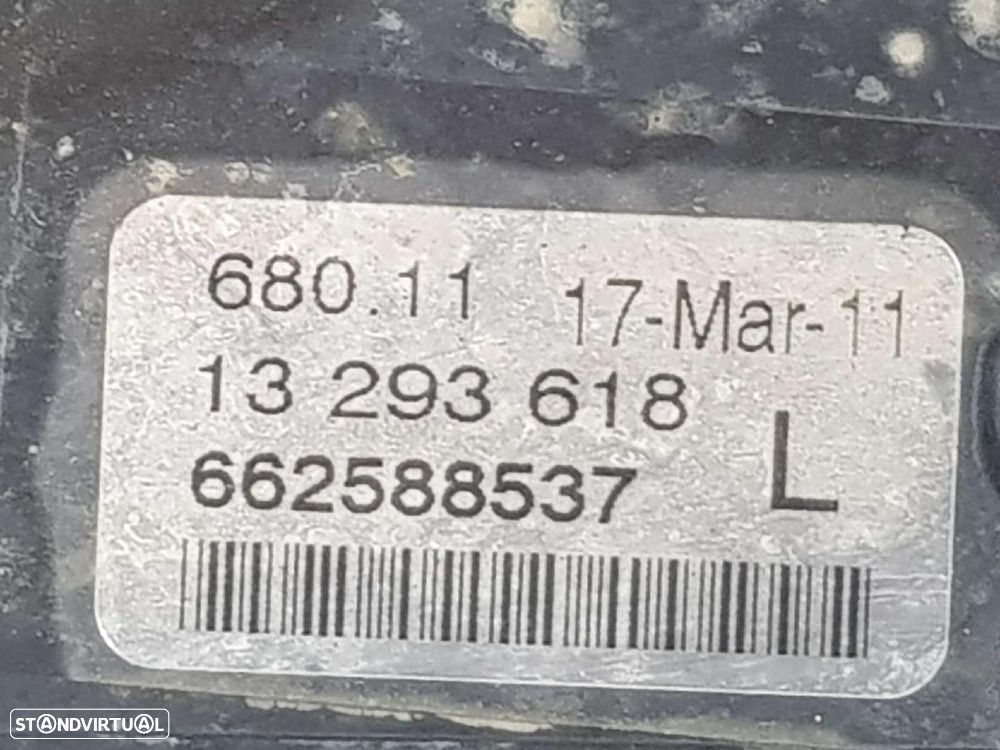 680.11 17-Mar-11
13 293 618
662588537 L
STANDVIRTUAL